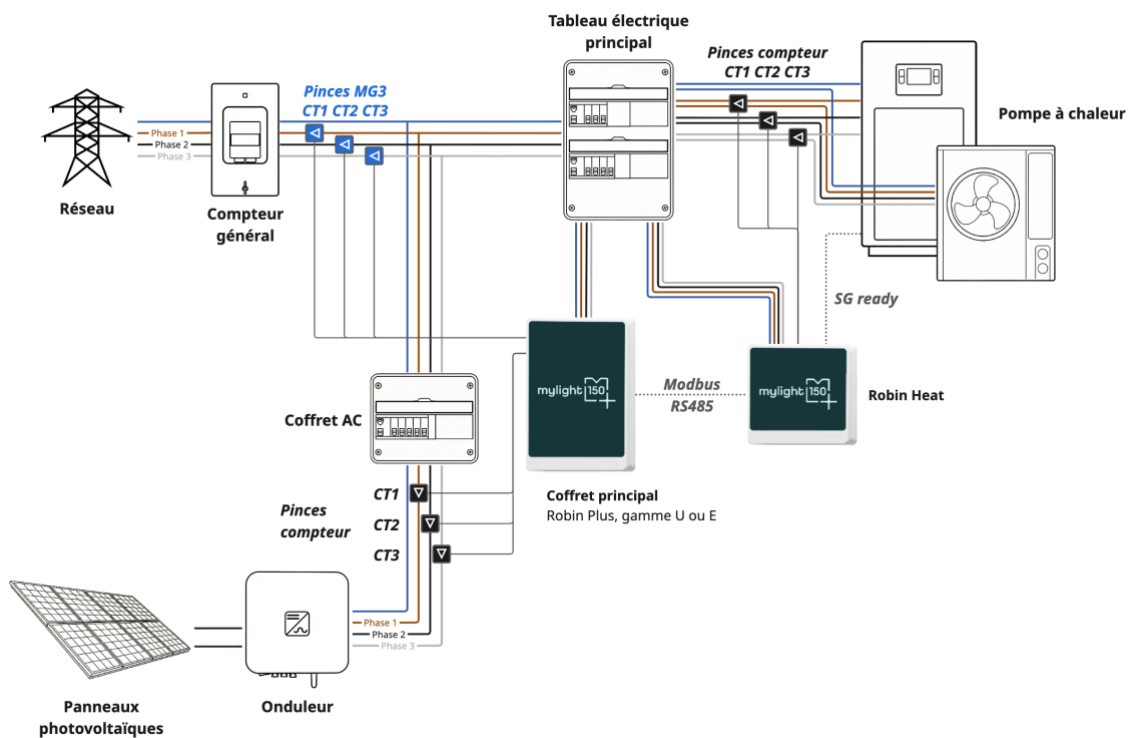 Tableau électrique
principal
Pinces compteur
CT1 CT2 CT3
Pinces MG3
CT1 CT2 CT3
Pompe à chaleur
Phase 1
Phase 2
Phase 3
Réseau
Compteur
général
SG ready
mylight 150
Modbus
RS485
mylight 150
Robin Heat
Coffret AC
Coffret principal
Robin Plus, gamme U ou E
Pinces
compteur
CT1
CT2
CT3
Phase 1
Phase 2
Phase 3
Panneaux
photovoltaïques
Onduleur